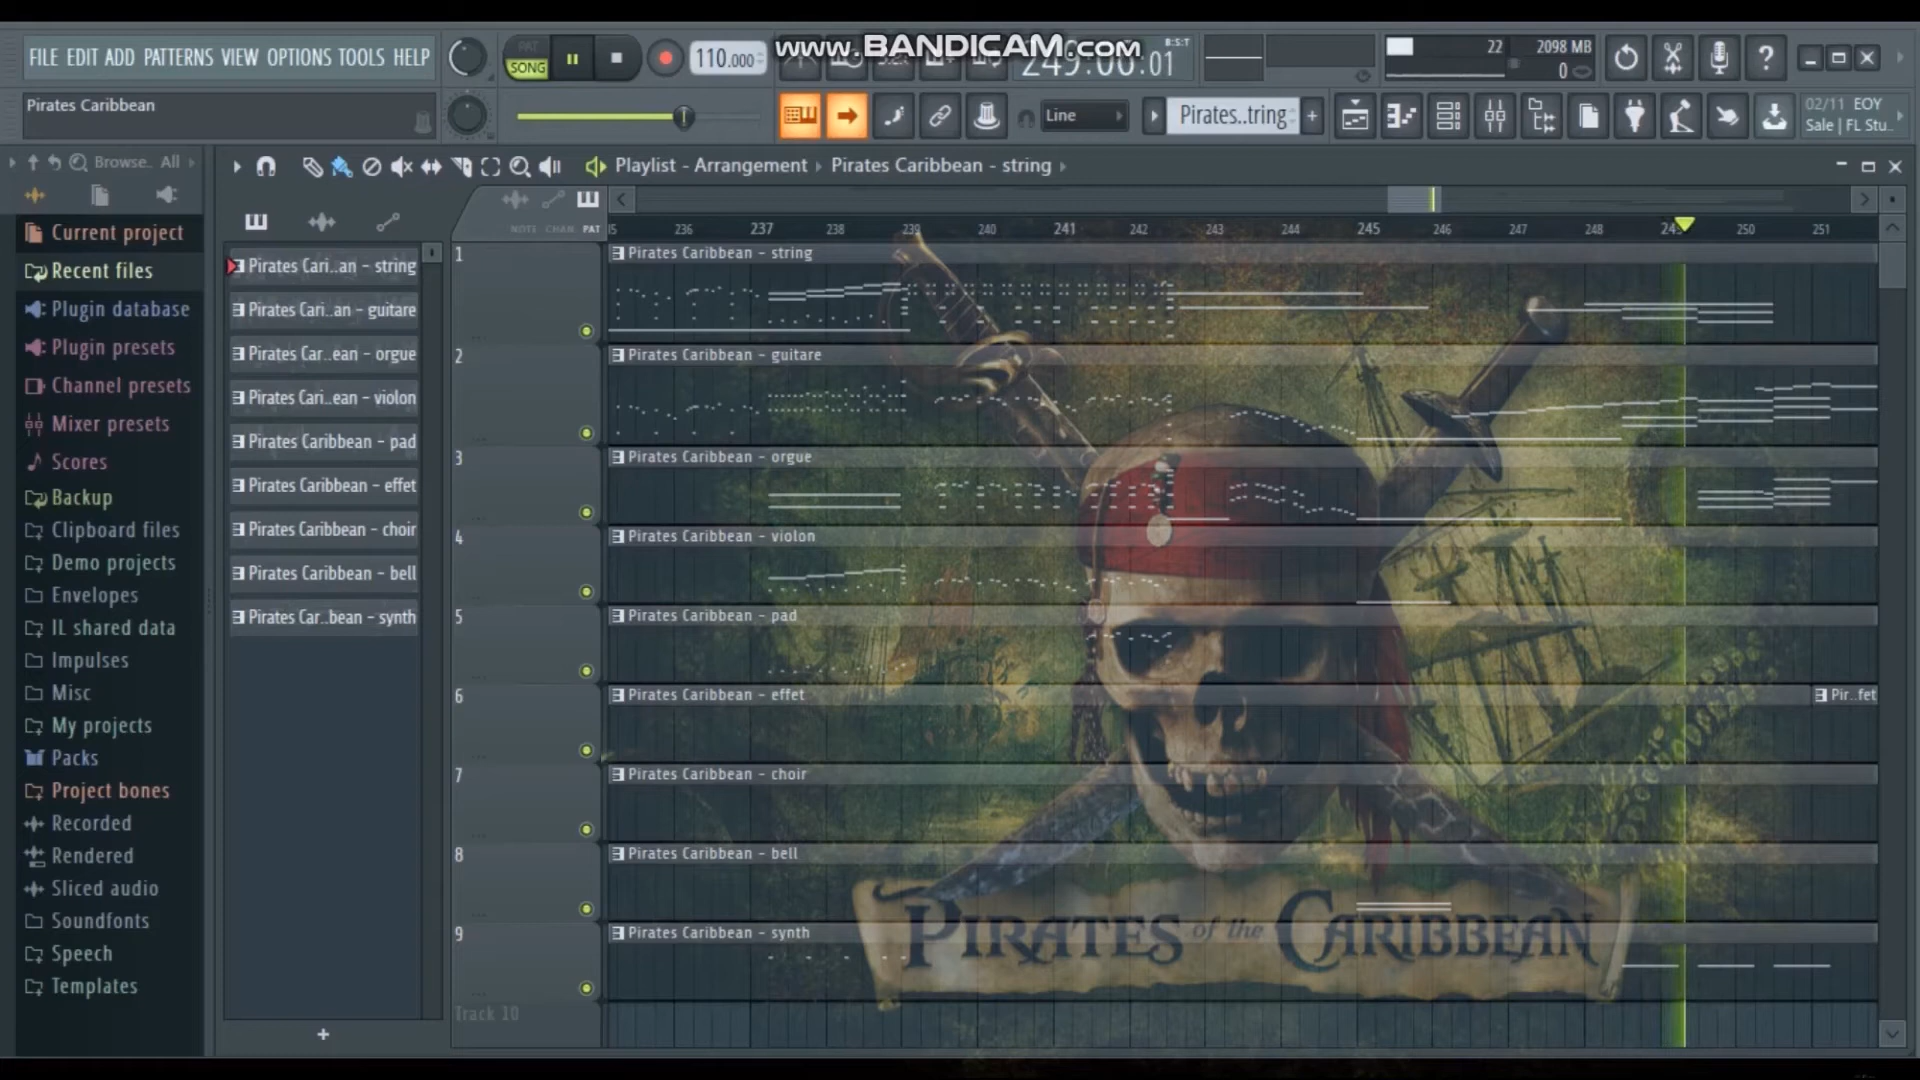 FILE EDIT ADD PATTERNS VIEW OPTIONS TOOLS HELP
PAT
SONG
110.000
www.BANDICAM.com
249:00:01
B:S:T
22
2098 MB
0
Pirates Caribbean
Line
Pirates..tring
+
02/11 EOY
Sale | FL Stu..
Browse.. All
Playlist - Arrangement › Pirates Caribbean - string ›
NOTE CHAN PAT
236 237 238 239 240 241 242 243 244 245 246 247 248 250 251
Current project
Recent files
Plugin database
Plugin presets
Channel presets
Mixer presets
Scores
Backup
Clipboard files
Demo projects
Envelopes
IL shared data
Impulses
Misc
My projects
Packs
Project bones
Recorded
Rendered
Sliced audio
Soundfonts
Speech
Templates
Pirates Cari..an - string
Pirates Cari..an - guitare
Pirates Car..ean - orgue
Pirates Cari..ean - violon
Pirates Caribbean - pad
Pirates Caribbean - effet
Pirates Caribbean - choir
Pirates Caribbean - bell
Pirates Car..bean - synth
+
1
Pirates Caribbean - string
2
Pirates Caribbean - guitare
3
Pirates Caribbean - orgue
4
Pirates Caribbean - violon
5
Pirates Caribbean - pad
6
Pirates Caribbean - effet
Pir..fet
7
Pirates Caribbean - choir
8
Pirates Caribbean - bell
9
Pirates Caribbean - synth
Track 10
PIRATES of the CARIBBEAN